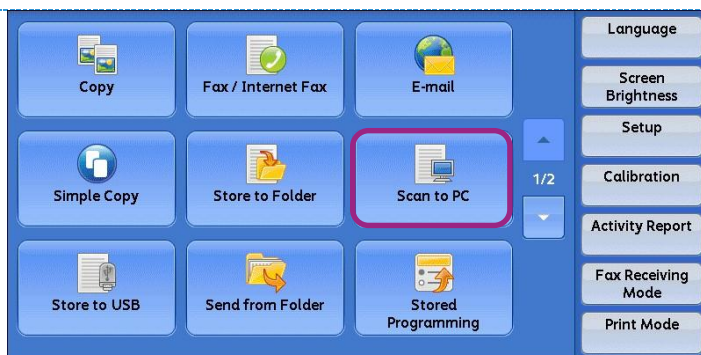 Copy
Fax / Internet Fax
E-mail
Simple Copy
Store to Folder
Scan to PC
1/2
Store to USB
Send from Folder
Stored
Programming
Language
Screen
Brightness
Setup
Calibration
Activity Report
Fax Receiving
Mode
Print Mode